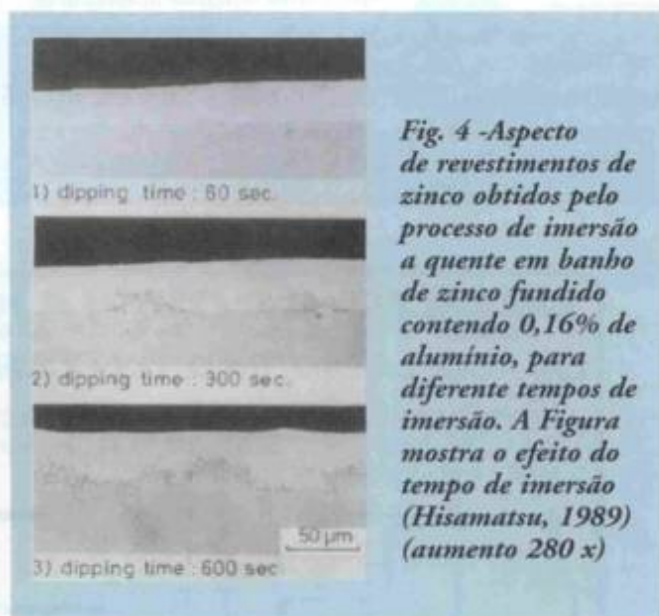 1) dipping time : 60 sec.
2) dipping time : 300 sec.
50 μm
3) dipping time : 600 sec
Fig. 4 -Aspecto
de revestimentos de
zinco obtidos pelo
processo de imersão
a quente em banho
de zinco fundido
contendo 0,16% de
alumínio, para
diferente tempos de
imersão. A Figura
mostra o efeito do
tempo de imersão
(Hisamatsu, 1989)
(aumento 280 x)